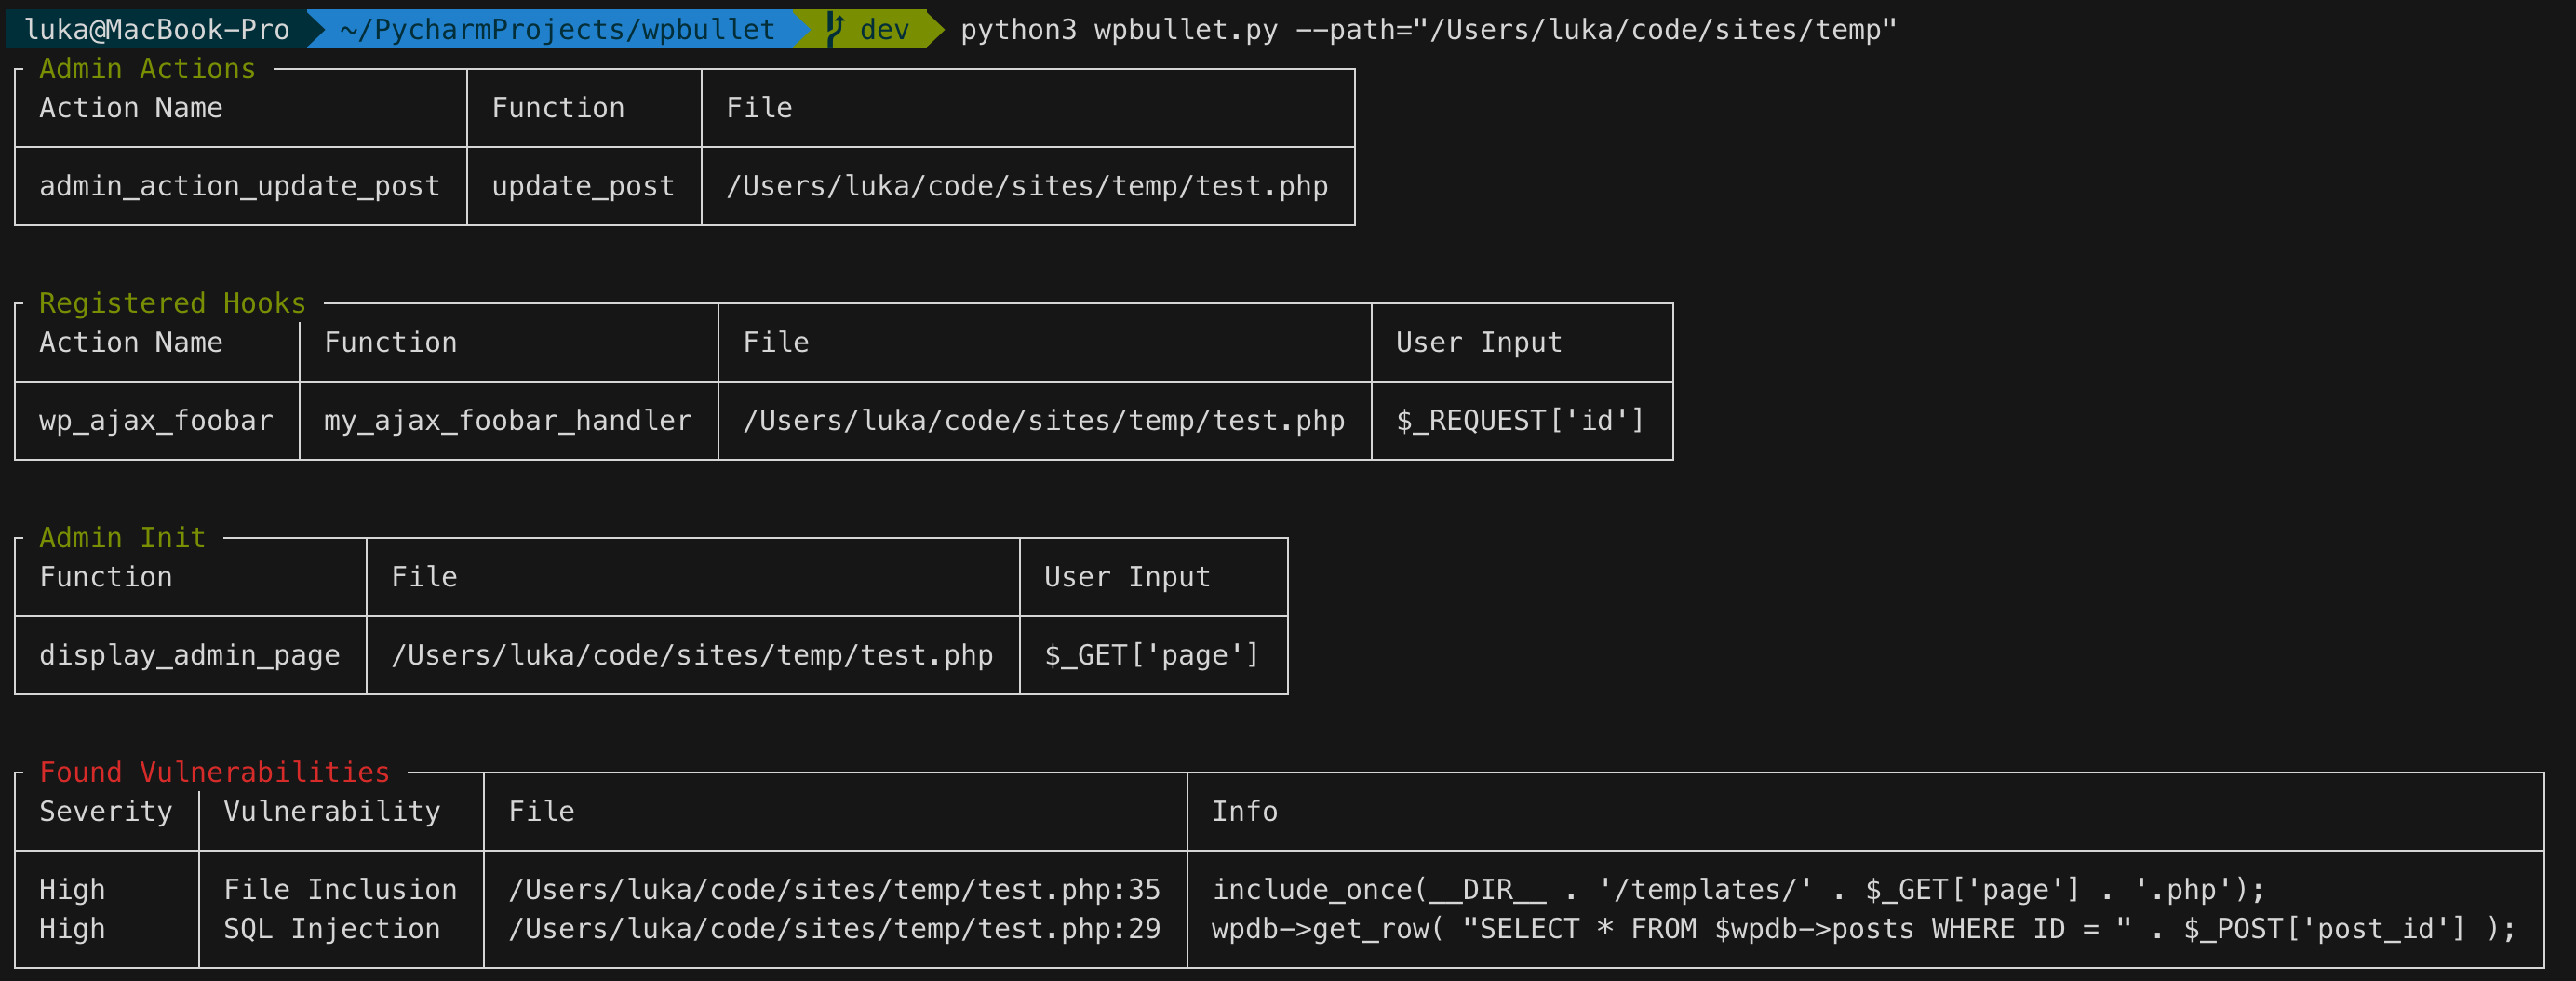 luka@MacBook-Pro ~/PycharmProjects/wpbullet dev python3 wpbullet.py --path="/Users/luka/code/sites/temp"
Admin Actions
Action Name Function File
admin_action_update_post update_post /Users/luka/code/sites/temp/test.php
Registered Hooks
Action Name Function File User Input
wp_ajax_foobar my_ajax_foobar_handler /Users/luka/code/sites/temp/test.php $_REQUEST['id']
Admin Init
Function File User Input
display_admin_page /Users/luka/code/sites/temp/test.php $_GET['page']
Found Vulnerabilities
Severity Vulnerability File Info
High File Inclusion /Users/luka/code/sites/temp/test.php:35 include_once(__DIR__ . '/templates/' . $_GET['page'] . '.php');
High SQL Injection /Users/luka/code/sites/temp/test.php:29 wpdb->get_row( "SELECT * FROM $wpdb->posts WHERE ID = " . $_POST['post_id'] );